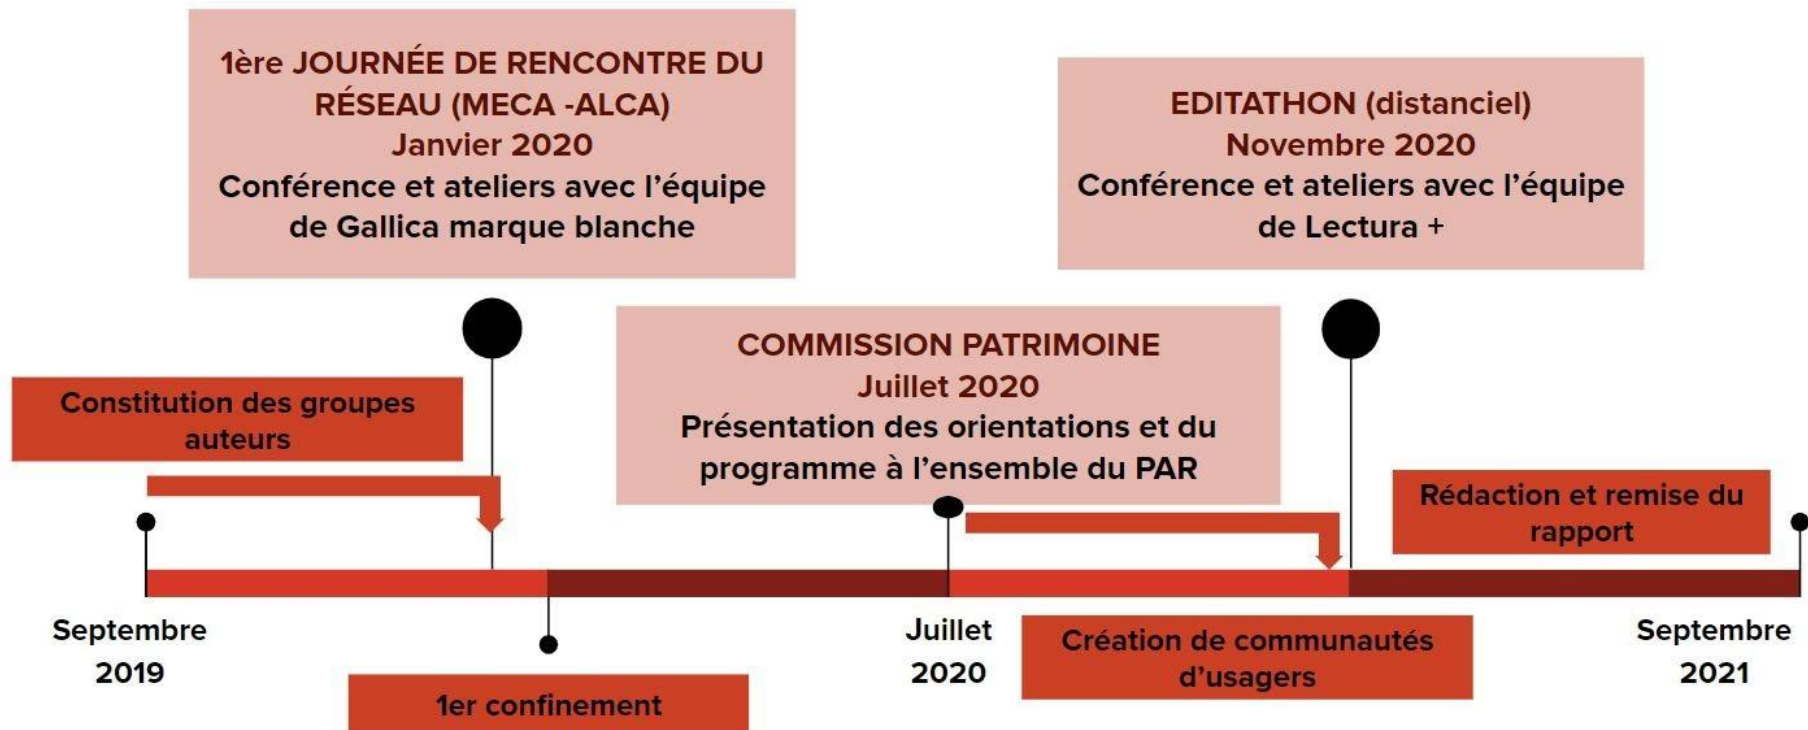 1ère JOURNÉE DE RENCONTRE DU
RÉSEAU (MECA -ALCA)
Janvier 2020
Conférence et ateliers avec l'équipe
de Gallica marque blanche
EDITATHON (distanciel)
Novembre 2020
Conférence et ateliers avec l'équipe
de Lectura +
COMMISSION PATRIMOINE
Juillet 2020
Présentation des orientations et du
programme à l'ensemble du PAR
Constitution des groupes
auteurs
Rédaction et remise du
rapport
Septembre
2019
Juillet
2020
Création de communautés
d'usagers
Septembre
2021
1er confinement